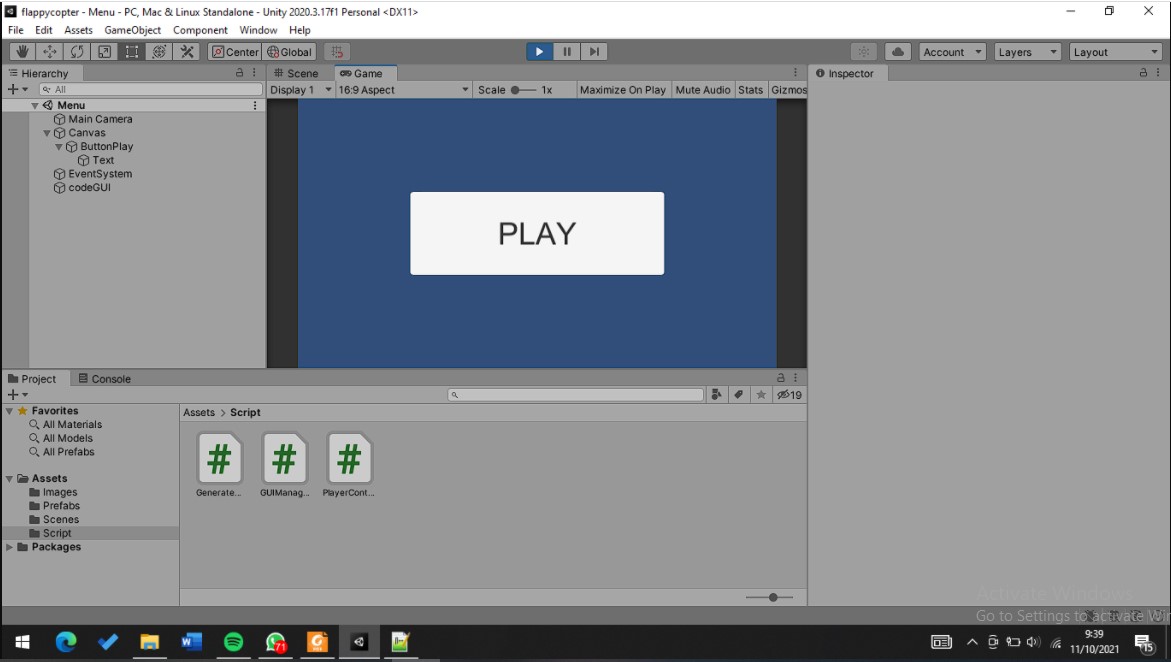 flappycopter - Menu - PC, Mac & Linux Standalone - Unity 2020.3.17f1 Personal <DX11>
File Edit Assets GameObject Component Window Help
Center Global Account Layers Layout
Hierarchy
All
Menu
Main Camera
Canvas
ButtonPlay
Text
EventSystem
codeGUI
Scene Game
Display 1 16:9 Aspect Scale 1x Maximize On Play Mute Audio Stats Gizmos
PLAY
Inspector
Project Console
19
Favorites
All Materials
All Models
All Prefabs
Assets
Images
Prefabs
Scenes
Script
Packages
Assets > Script
Generate... GUIManag... PlayerCont...
Activate Windows
Go to Settings to activate Wi
9:39
11/10/2021
15